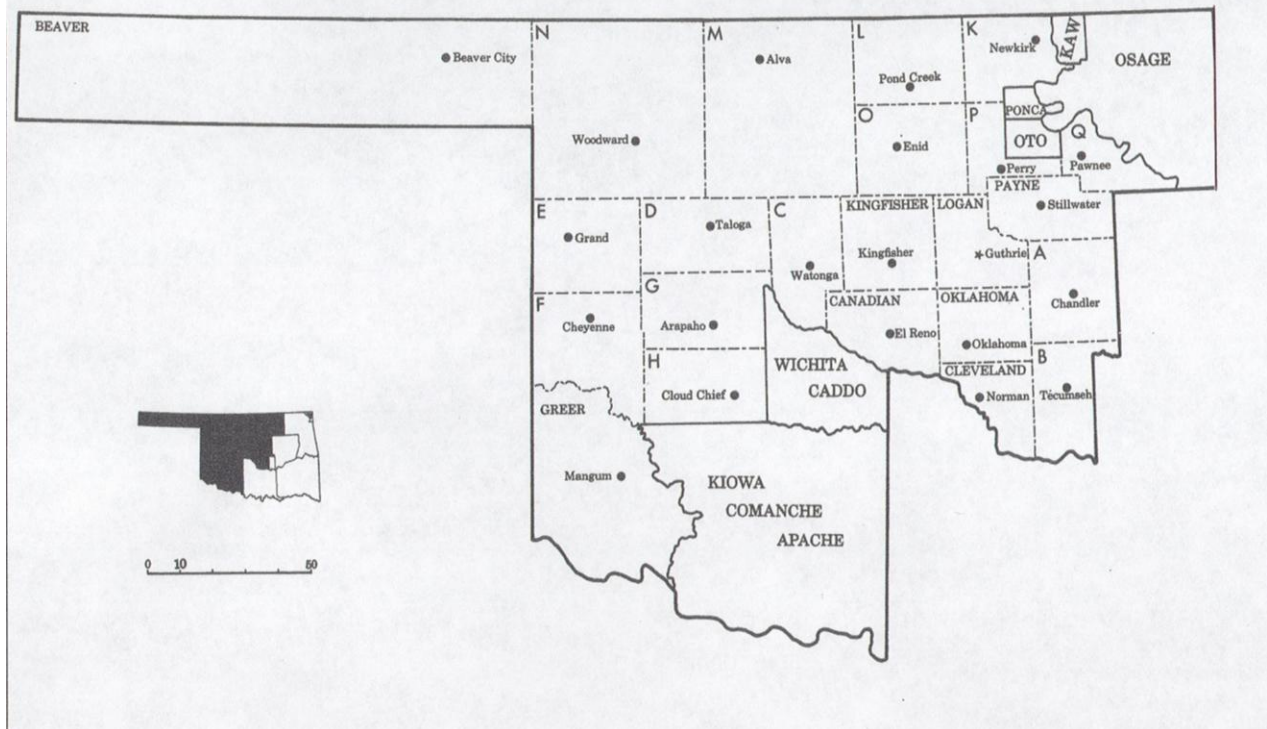 BEAVER
Beaver City
N
M
L
K
KAW
Alva
Newkirk
OSAGE
Pond Creek
Woodward
O
Enid
P
PONCA
OTO
Q
Perry
Pawnee
PAYNE
Stillwater
E
Grand
D
Taloga
C
KINGFISHER
LOGAN
Kingfisher
Watonga
Guthrie
A
Chandler
F
Cheyenne
G
Arapaho
CANADIAN
El Reno
OKLAHOMA
Oklahoma
H
Cloud Chief
WICHITA
CADDO
CLEVELAND
Norman
B
Tecumseh
GREER
Mangum
KIOWA
COMANCHE
APACHE
0 10 50